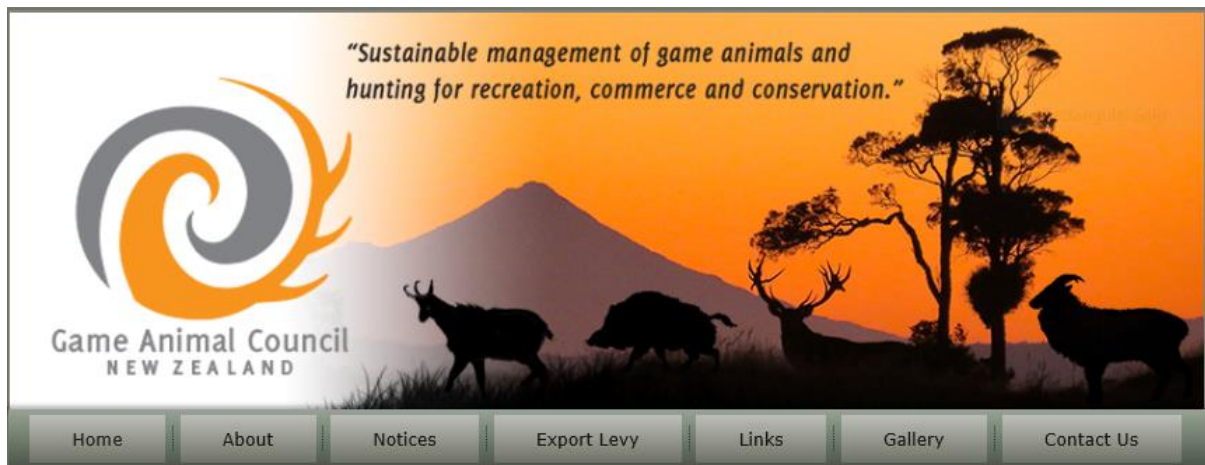 “Sustainable management of game animals and
hunting for recreation, commerce and conservation.”
Game Animal Council
NEW ZEALAND
Home
About
Notices
Export Levy
Links
Gallery
Contact Us